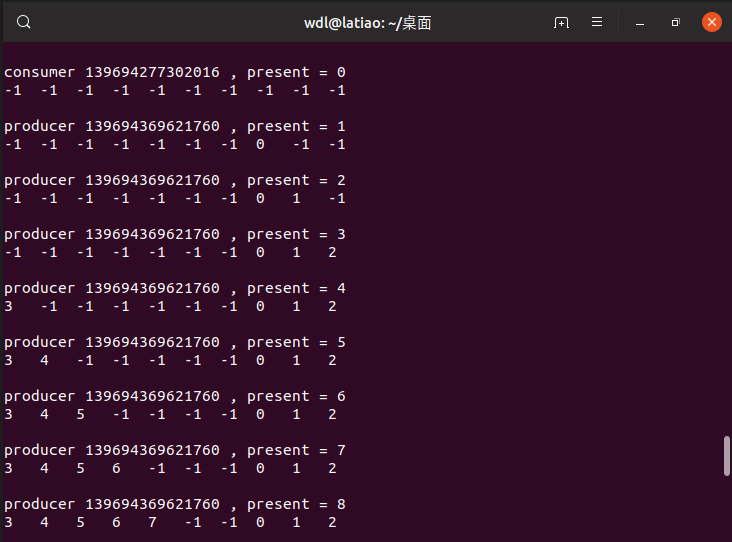 wdl@latiao: ~/桌面
consumer 139694277302016 , present = 0
-1  -1  -1  -1  -1  -1  -1  -1  -1  -1
producer 139694369621760 , present = 1
-1  -1  -1  -1  -1  -1  -1  0   -1  -1
producer 139694369621760 , present = 2
-1  -1  -1  -1  -1  -1  -1  0   1   -1
producer 139694369621760 , present = 3
-1  -1  -1  -1  -1  -1  -1  0   1   2
producer 139694369621760 , present = 4
3   -1  -1  -1  -1  -1  -1  0   1   2
producer 139694369621760 , present = 5
3   4   -1  -1  -1  -1  -1  0   1   2
producer 139694369621760 , present = 6
3   4   5   -1  -1  -1  -1  0   1   2
producer 139694369621760 , present = 7
3   4   5   6   -1  -1  -1  0   1   2
producer 139694369621760 , present = 8
3   4   5   6   7   -1  -1  0   1   2